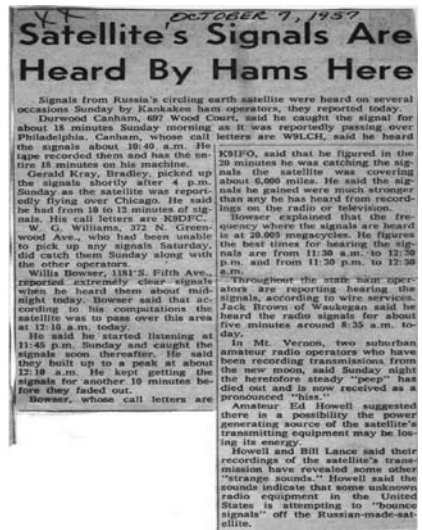 XX OCTOBER 7, 1957
Satellite's Signals Are
Heard By Hams Here
Signals from Russia's circling earth satellite were heard on several
occasions Sunday by Kankakee ham operators, they reported today.
Durwood Canham, 697 Wood Court, said he caught the signal for
about 18 minutes Sunday morning as it was reportedly passing over
Philadelphia. Canham, whose call letters are W9LCH, said he heard
the signals about 10:40 a.m. He
tape recorded them and has the en-
tire 18 minutes on his machine.
Gerald Kray, Bradley, picked up
the signals shortly after 4 p.m.
Sunday as the satellite was report-
edly flying over Chicago. He said
he had from 10 to 12 minutes of sig-
nals. His call letters are K9DFC.
W. G. Williams, 372 N. Green-
wood Ave., who had been unable
to pick up any signals Saturday,
did catch them Sunday along with
the other operators.
Willis Bowser, 1181 S. Fifth Ave.,
reported extremely clear signals
when he heard them about mid-
night today. Bowser said that ac-
cording to his computations the
satellite was to pass over this area
at 12:10 a.m. today.
He said he started listening at
11:45 p.m. Sunday and caught the
signals soon thereafter. He said
they built up to a peak at about
12:10 a.m. He kept getting the
signals for another 10 minutes be-
fore they faded out.
Bowser, whose call letters are
K9IFO, said that he figured in the
20 minutes he was catching the sig-
nals the satellite was covering
about 6,000 miles. He said the sig-
nals he gained were much stronger
than any he has heard from record-
ings on the radio or television.
Bowser explained that the fre-
quency where the signals are heard
is at 20.005 megacycles. He figures
the best times for hearing the sig-
nals are from 11:30 a.m. to 12:30
p.m. and from 11:30 p.m. to 12:30
a.m.
Throughout the state ham oper-
ators are reporting hearing the
signals, according to wire services.
Jack Brown of Waukegan said he
heard the radio signals for about
five minutes around 8:35 a.m. to-
day.
In Mt. Vernon, two suburban
amateur radio operators who have
been recording transmissions from
the new moon, said Sunday night
the heretofore steady "peep" has
died out and is now received as a
pronounced "hiss."
Amateur Ed Howell suggested
there is a possibility the power
generating source of the satellite's
transmitting equipment may be los-
ing its energy.
Howell and Bill Lance said their
recordings of the satellite's trans-
mission have revealed some other
"strange sounds." Howell said the
sounds indicate that some unknown
radio equipment in the United
States is attempting to "bounce
signals" off the Russian-made-sat-
ellite.